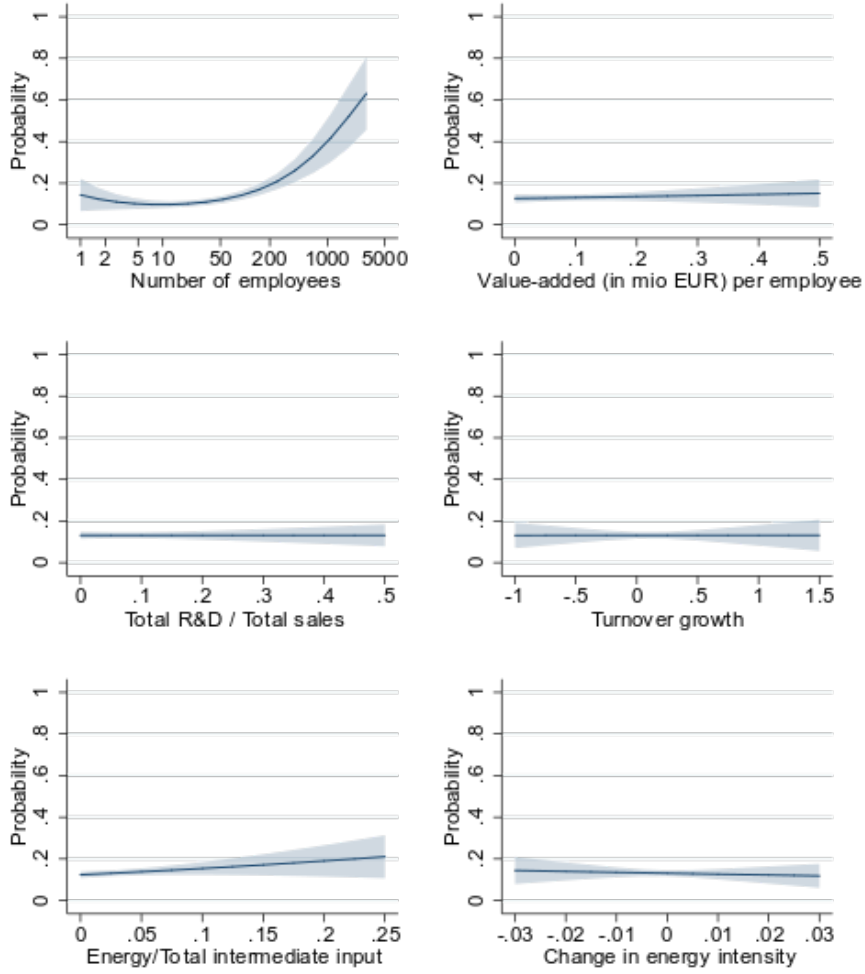 Probability
1
.8
.6
.4
.2
0
1 2 5 10 50 200 1000 5000
Number of employees
Probability
1
.8
.6
.4
.2
0
0 .1 .2 .3 .4 .5
Value-added (in mio EUR) per employee
Probability
1
.8
.6
.4
.2
0
0 .1 .2 .3 .4 .5
Total R&D / Total sales
Probability
1
.8
.6
.4
.2
0
-1 -.5 0 .5 1 1.5
Turnover growth
Probability
1
.8
.6
.4
.2
0
0 .05 .1 .15 .2 .25
Energy/Total intermediate input
Probability
1
.8
.6
.4
.2
0
-.03 -.02 -.01 0 .01 .02 .03
Change in energy intensity